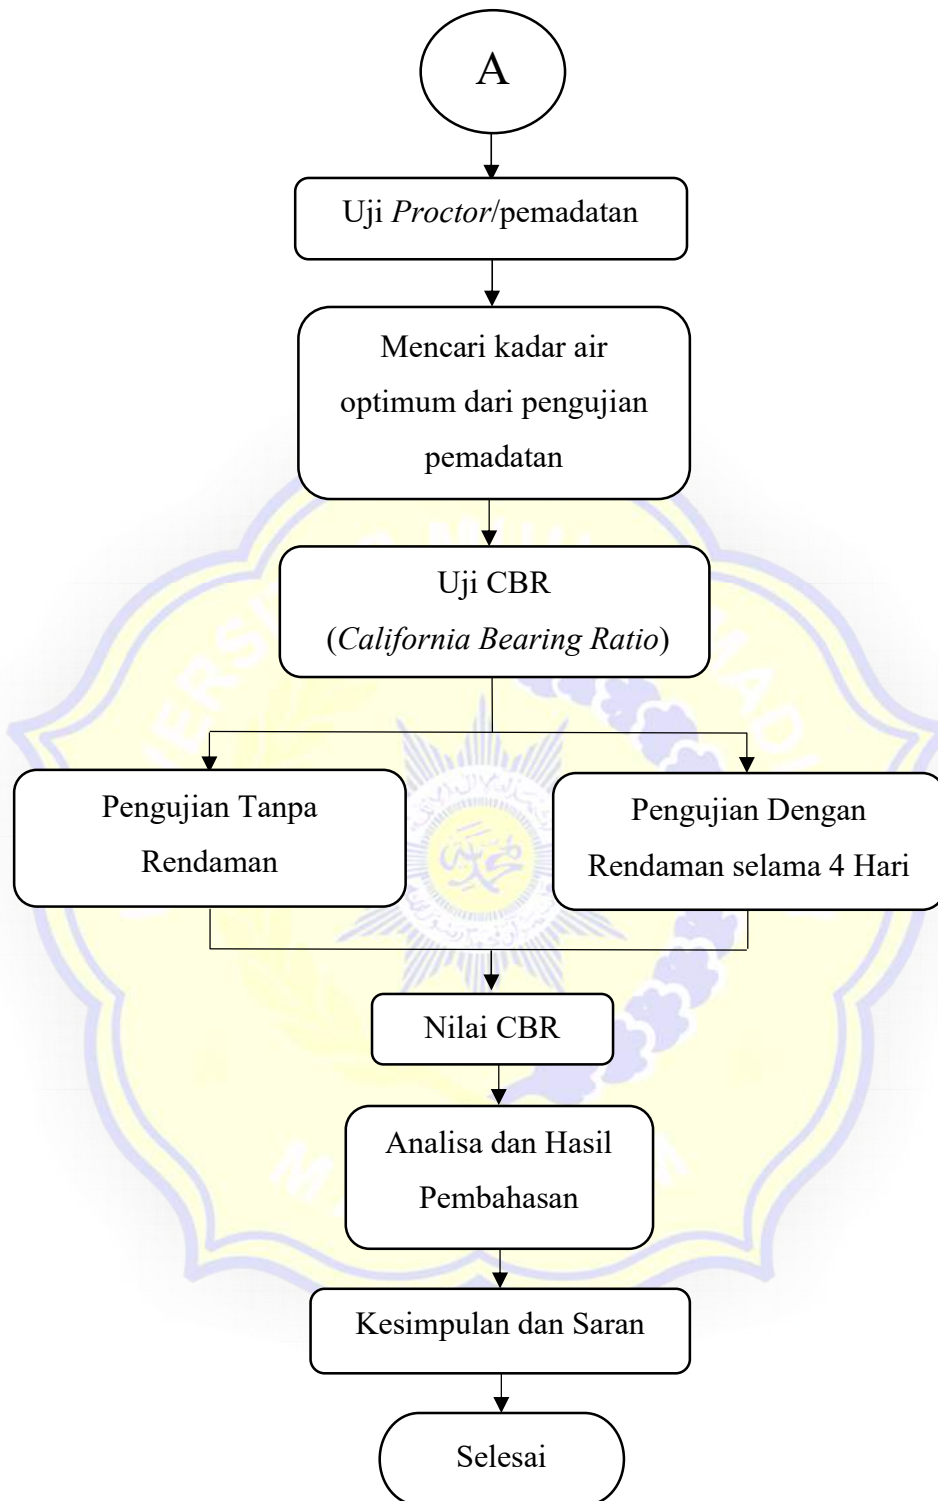 A
Uji Proctor/pemadatan
Mencari kadar air
optimum dari pengujian
pemadatan
Uji CBR
(California Bearing Ratio)
Pengujian Tanpa
Rendaman
Pengujian Dengan
Rendaman selama 4 Hari
Nilai CBR
Analisa dan Hasil
Pembahasan
Kesimpulan dan Saran
Selesai